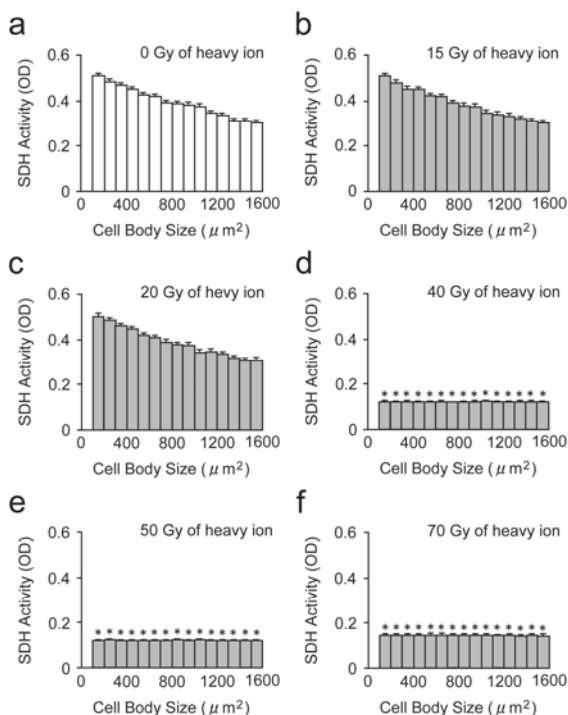 a
0 Gy of heavy ion
SDH Activity (OD)
0.6
0.4
0.2
0
0 400 800 1200 1600
Cell Body Size ( μ m²)
b
15 Gy of heavy ion
SDH Activity (OD)
0.6
0.4
0.2
0
0 400 800 1200 1600
Cell Body Size ( μ m²)
c
20 Gy of hevy ion
SDH Activity (OD)
0.6
0.4
0.2
0
0 400 800 1200 1600
Cell Body Size ( μ m²)
d
40 Gy of heavy ion
SDH Activity (OD)
0.6
0.4
0.2
0
* * * * * * * * * * * * * * *
0 400 800 1200 1600
Cell Body Size ( μ m²)
e
50 Gy of heavy ion
SDH Activity (OD)
0.6
0.4
0.2
0
* * * * * * * * * * * * * * *
0 400 800 1200 1600
Cell Body Size ( μ m²)
f
70 Gy of heavy ion
SDH Activity (OD)
0.6
0.4
0.2
0
* * * * * * * * * * * * * * *
0 400 800 1200 1600
Cell Body Size ( μ m²)